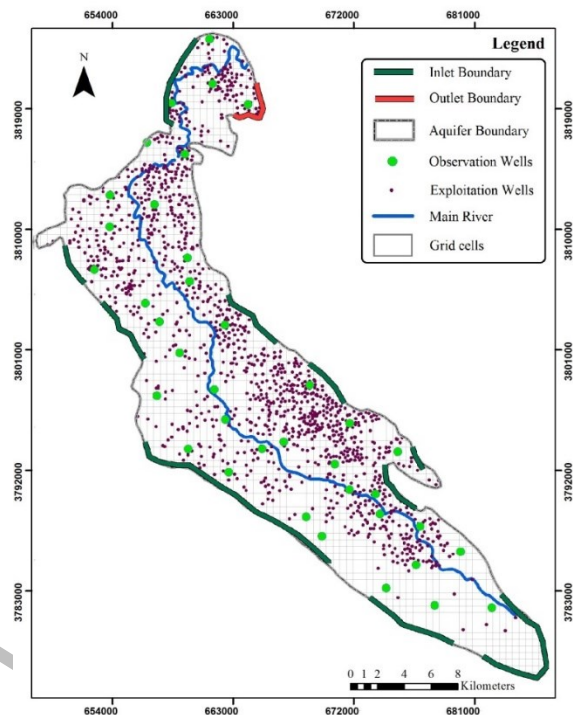 654000 663000 672000 681000
N
Legend
Inlet Boundary
Outlet Boundary
Aquifer Boundary
Observation Wells
Exploitation Wells
Main River
Grid cells
3819000
3810000
3801000
3792000
3783000
3819000
3810000
3801000
3792000
3783000
0 1 2 4 6 8
Kilometers
654000 663000 672000 681000